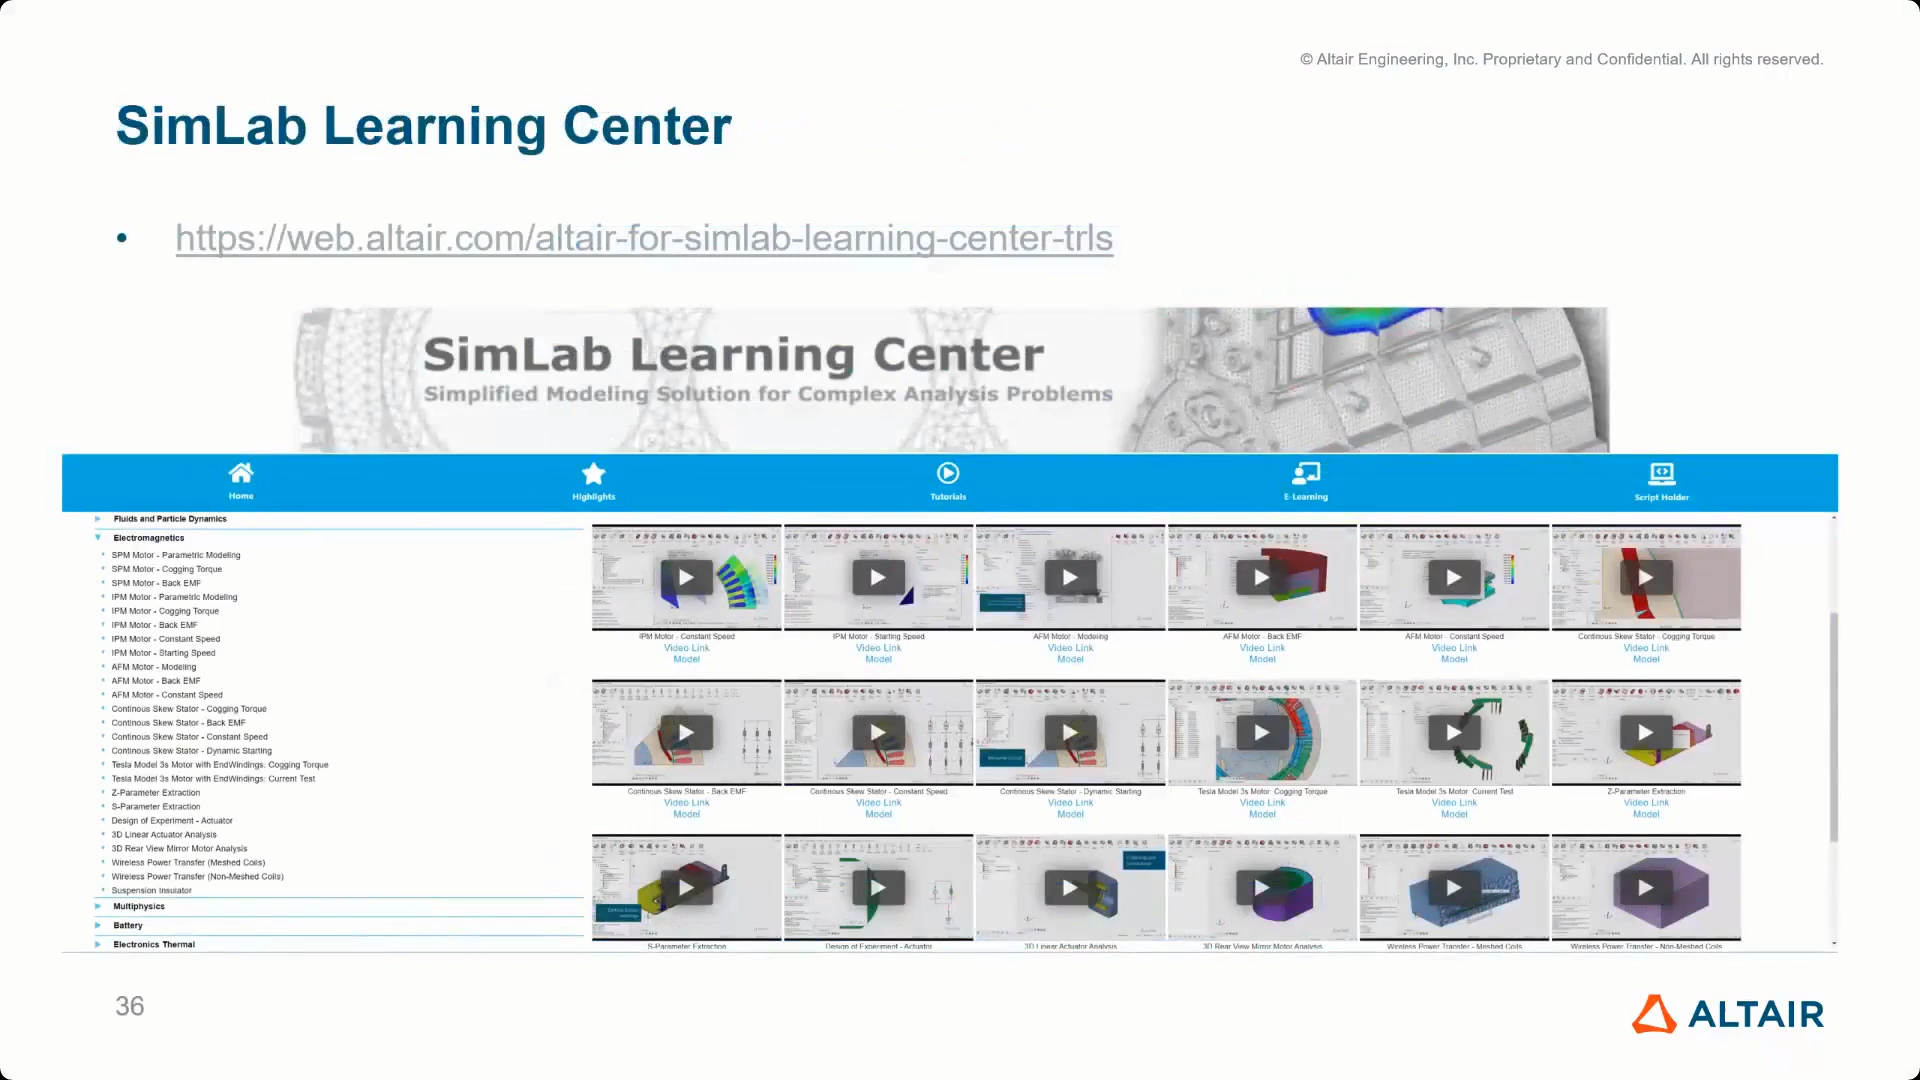 © Altair Engineering, Inc. Proprietary and Confidential. All rights reserved.
SimLab Learning Center
• https://web.altair.com/altair-for-simlab-learning-center-trls
SimLab Learning Center
Simplified Modeling Solution for Complex Analysis Problems
Home Highlights Tutorials E-Learning Script Holder
Fluids and Particle Dynamics
Electromagnetics
SPM Motor - Parametric Modeling
SPM Motor - Cogging Torque
SPM Motor - Back EMF
IPM Motor - Parametric Modeling
IPM Motor - Cogging Torque
IPM Motor - Back EMF
IPM Motor - Constant Speed
IPM Motor - Starting Speed
AFM Motor - Modeling
AFM Motor - Back EMF
AFM Motor - Constant Speed
Continous Skew Stator - Cogging Torque
Continous Skew Stator - Back EMF
Continous Skew Stator - Constant Speed
Continous Skew Stator - Dynamic Starting
Tesla Model 3s Motor with EndWindings: Cogging Torque
Tesla Model 3s Motor with EndWindings: Current Test
Z-Parameter Extraction
S-Parameter Extraction
Design of Experiment - Actuator
3D Linear Actuator Analysis
3D Rear View Mirror Motor Analysis
Wireless Power Transfer (Meshed Coils)
Wireless Power Transfer (Non-Meshed Coils)
Suspension Insulator
Multiphysics
Battery
Electronics Thermal
IPM Motor - Constant Speed IPM Motor - Starting Speed AFM Motor - Modeling AFM Motor - Back EMF AFM Motor - Constant Speed Continous Skew Stator - Cogging Torque
Video Link Video Link Video Link Video Link Video Link Video Link
Model Model Model Model Model Model
Continous Skew Stator - Back EMF Continous Skew Stator - Constant Speed Continous Skew Stator - Dynamic Starting Tesla Model 3s Motor Cogging Torque Tesla Model 3s Motor Current Test Z-Parameter Extraction
Video Link Video Link Video Link Video Link Video Link Video Link
Model Model Model Model Model Model
S-Parameter Extraction Design of Experiment - Actuator 3D Linear Actuator Analysis 3D Rear View Mirror Motor Analysis Wireless Power Transfer - Meshed Coils Wireless Power Transfer - Non-Meshed Coils
36
ALTAIR